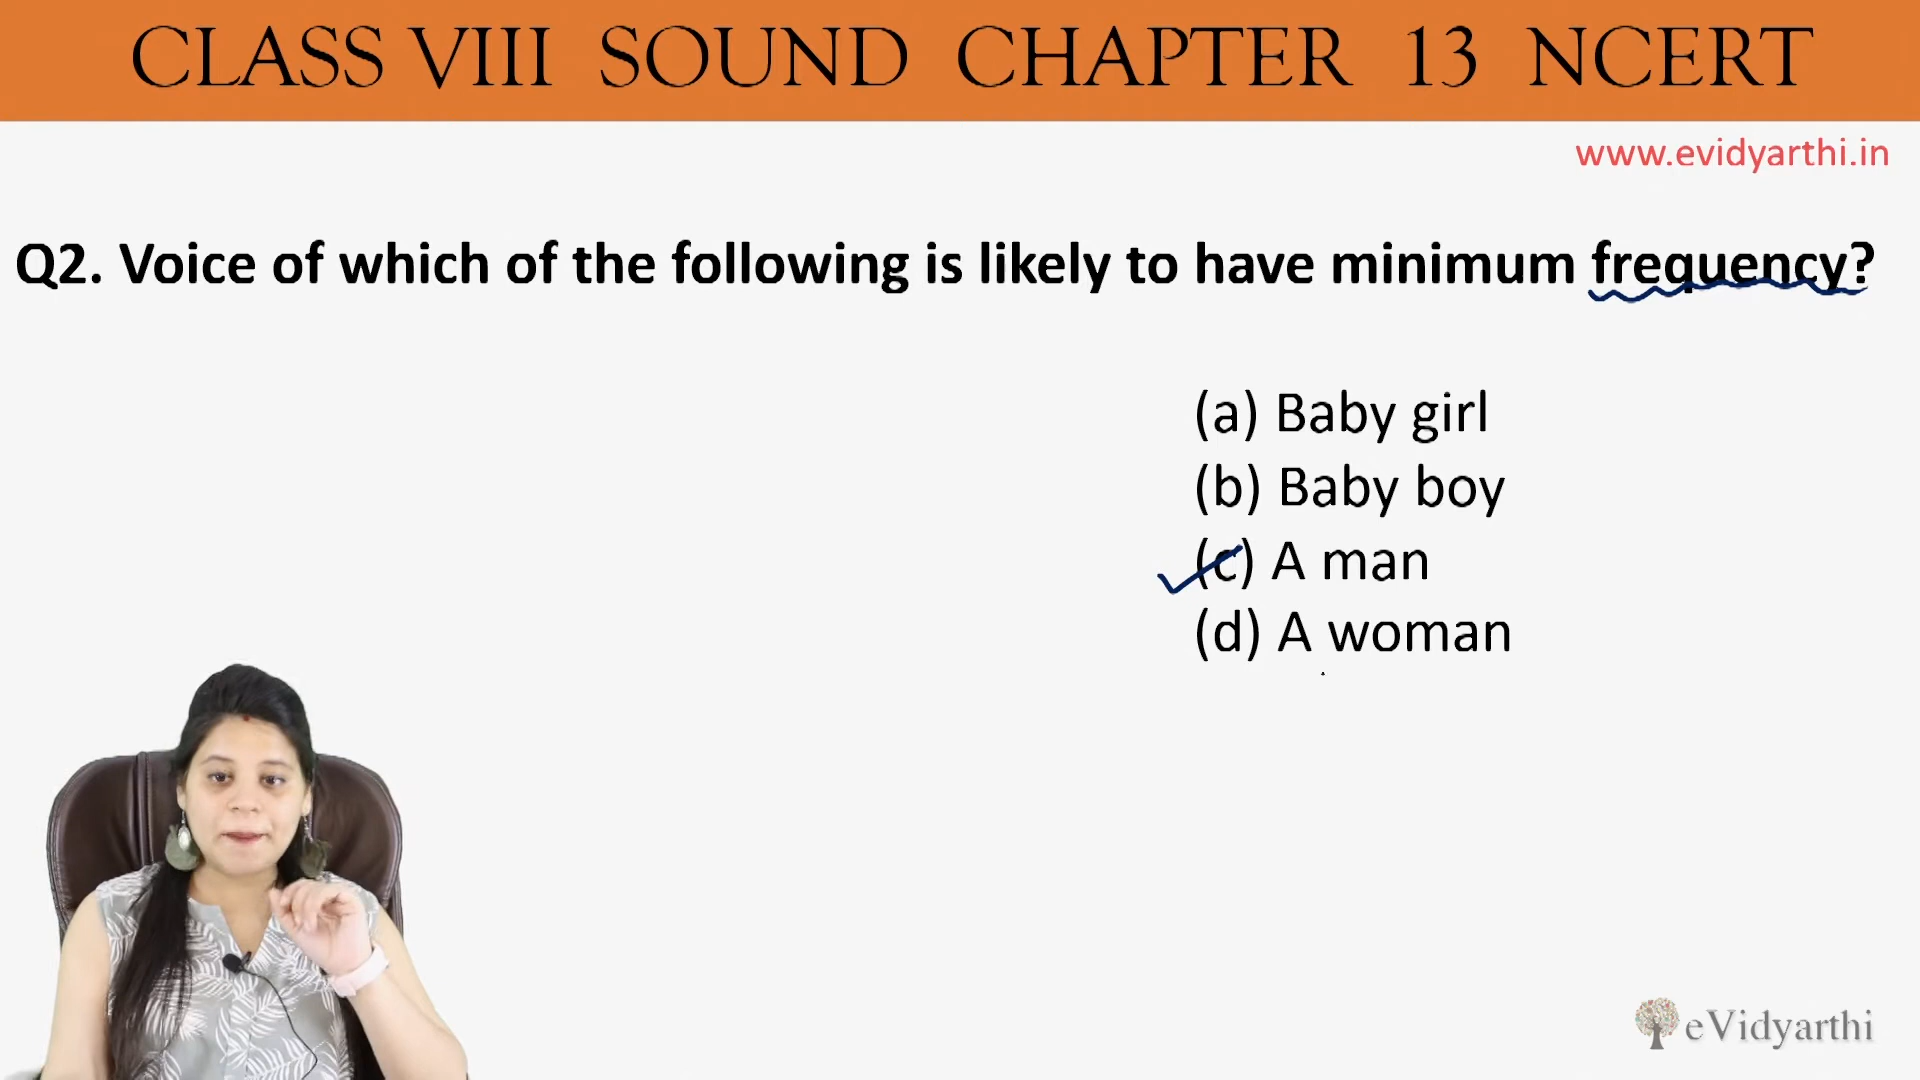 CLASS VIII SOUND CHAPTER 13 NCERT
www.evidyarthi.in
Q2. Voice of which of the following is likely to have minimum frequency?
(a) Baby girl
(b) Baby boy
(c) A man
(d) A woman
eVidyarthi